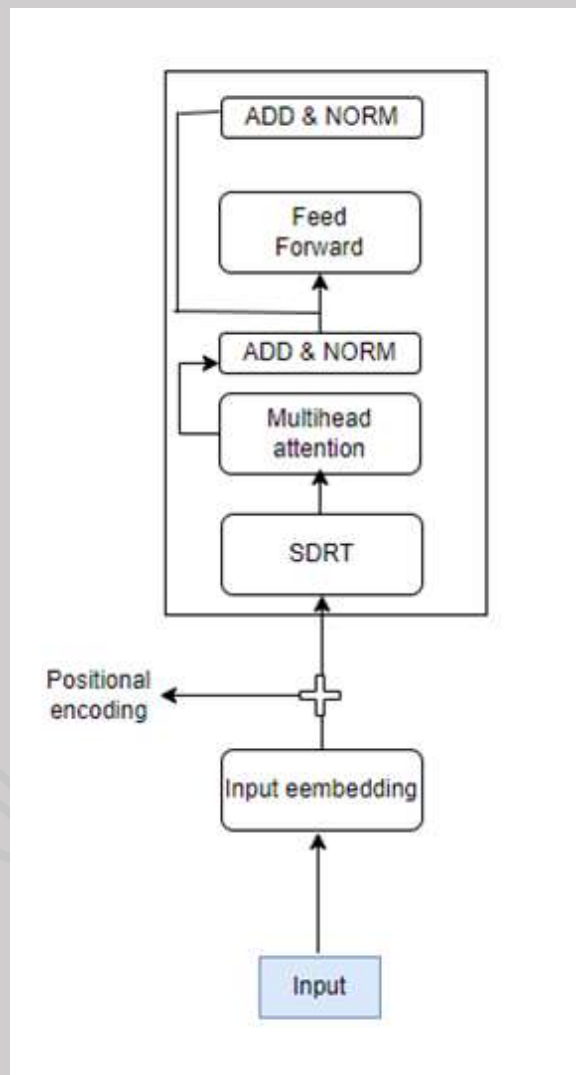 ADD & NORM
Feed
Forward
ADD & NORM
Multihead
attention
SDRT
Positional
encoding
Input eembedding
Input